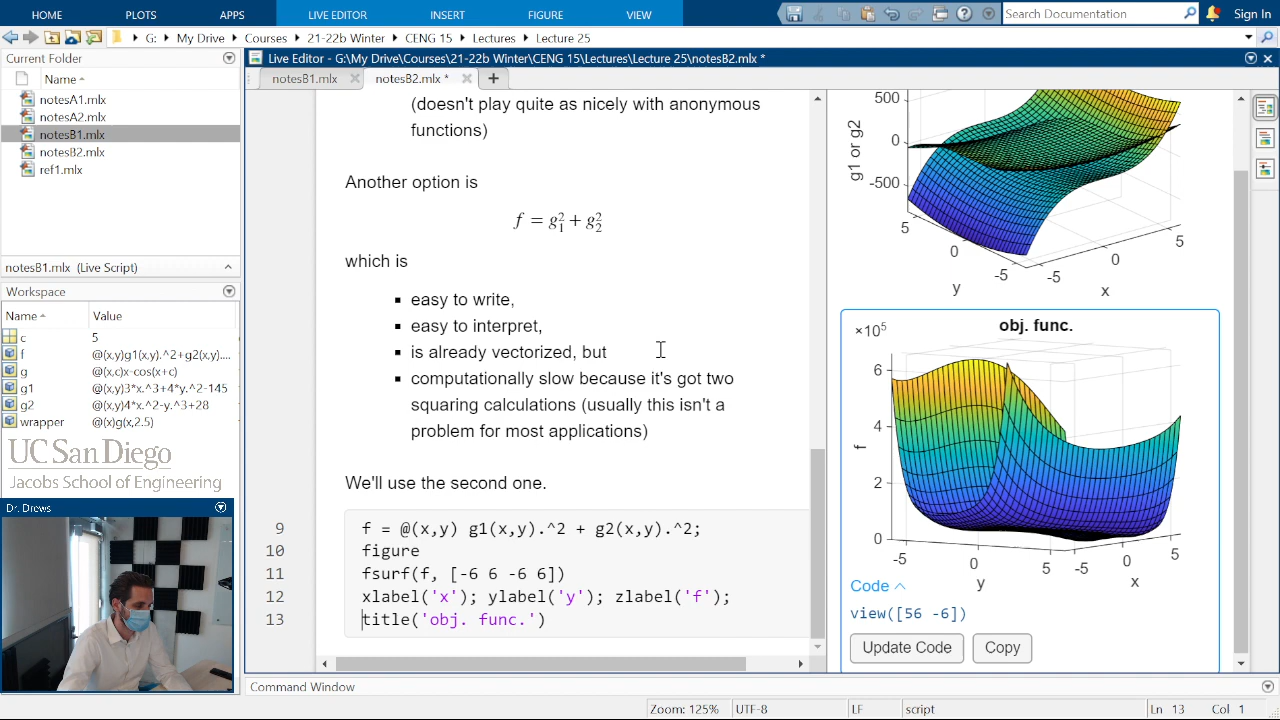 HOME PLOTS APPS LIVE EDITOR INSERT FIGURE VIEW Search Documentation Sign In
G: My Drive Courses 21-22b Winter CENG 15 Lectures Lecture 25
Current Folder
Name
notesA1.mlx
notesA2.mlx
notesB1.mlx
notesB2.mlx
ref1.mlx
notesB1.mlx (Live Script)
Workspace
Name Value
c 5
f @(x,y)g1(x,y).^2+g2(x,y)....
g @(x,c)x-cos(x+c)
g1 @(x,y)3*x.^3+4*y.^2-145
g2 @(x,y)4*x.^2-y.^3+28
wrapper @(x)g(x,2.5)
UC San Diego
Jacobs School of Engineering
Dr. Drews
Live Editor - G:\My Drive\Courses\21-22b Winter\CENG 15\Lectures\Lecture 25\notesB2.mlx *
notesB1.mlx notesB2.mlx *
(doesn't play quite as nicely with anonymous
functions)
Another option is
f = g₁² + g₂²
which is
▪ easy to write,
▪ easy to interpret,
▪ is already vectorized, but
▪ computationally slow because it's got two
squaring calculations (usually this isn't a
problem for most applications)
We'll use the second one.
9 f = @(x,y) g1(x,y).^2 + g2(x,y).^2;
10 figure
11 fsurf(f, [-6 6 -6 6])
12 xlabel('x'); ylabel('y'); zlabel('f');
13 title('obj. func.')
500
0
-500
g1 or g2
5
0
-5
y
-5
0
5
x
obj. func.
×10⁵
6
4
2
0
f
-5
0
5
y
-5
0
5
x
Code
view([56 -6])
Update Code Copy
Command Window
Zoom: 125% UTF-8 LF script Ln 13 Col 1